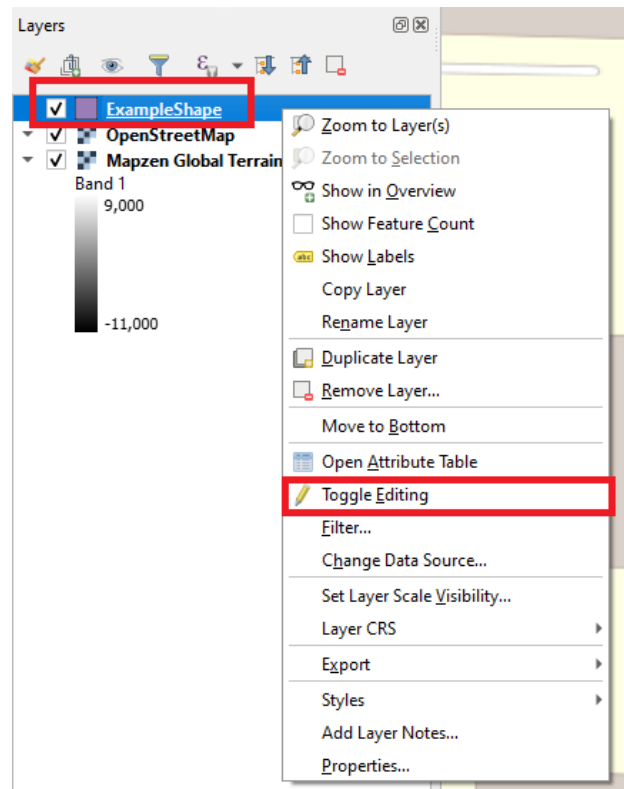 Layers
ExampleShape
OpenStreetMap
Mapzen Global Terrain
Band 1
9,000
-11,000
Zoom to Layer(s)
Zoom to Selection
Show in Overview
Show Feature Count
abc Show Labels
Copy Layer
Rename Layer
Duplicate Layer
Remove Layer...
Move to Bottom
Open Attribute Table
Toggle Editing
Filter...
Change Data Source...
Set Layer Scale Visibility...
Layer CRS
Export
Styles
Add Layer Notes...
Properties...